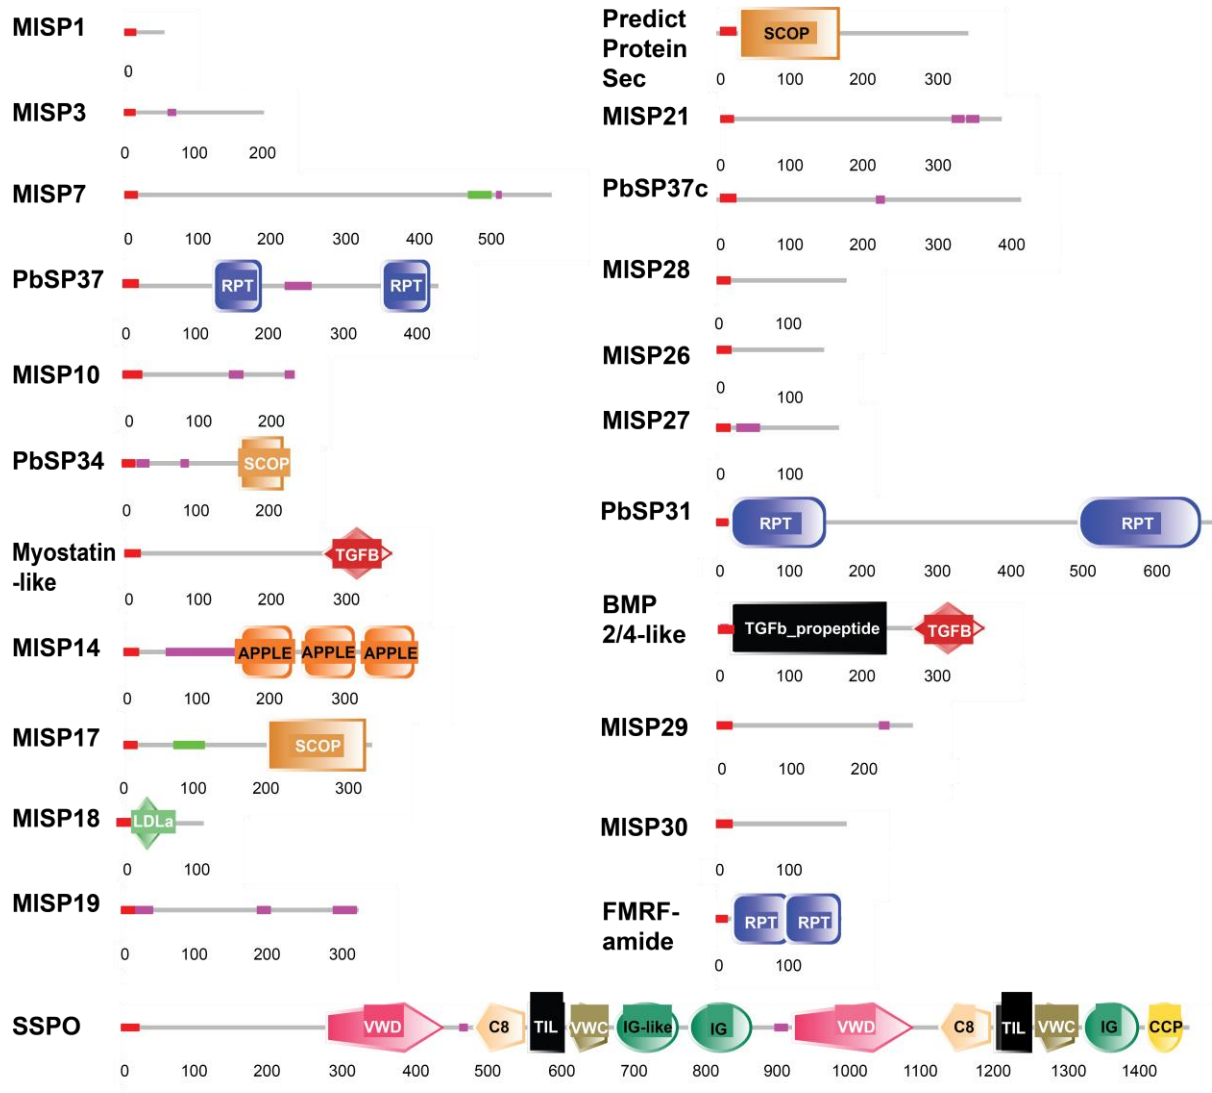 MISP1
0
MISP3
0 100 200
MISP7
0 100 200 300 400 500
PbSP37
RPT RPT
0 100 200 300 400
MISP10
0 100 200
PbSP34
SCOP
0 100 200
Myostatin
-like
TGFB
0 100 200 300
MISP14
APPLE APPLE APPLE
0 100 200 300
MISP17
SCOP
0 100 200 300
MISP18
LDLa
0 100
MISP19
0 100 200 300
Predict
Protein
Sec
SCOP
0 100 200 300
MISP21
0 100 200 300
PbSP37c
0 100 200 300 400
MISP28
0 100
MISP26
0 100
MISP27
0 100
PbSP31
RPT RPT
0 100 200 300 400 500 600
BMP
2/4-like
TGFb_propeptide TGFB
0 100 200 300
MISP29
0 100 200
MISP30
0 100
FMRF-
amide
RPT RPT
0 100
SSPO
VWD C8 TIL VWC IG-like IG VWD C8 TIL VWC IG CCP
0 100 200 300 400 500 600 700 800 900 1000 1100 1200 1300 1400